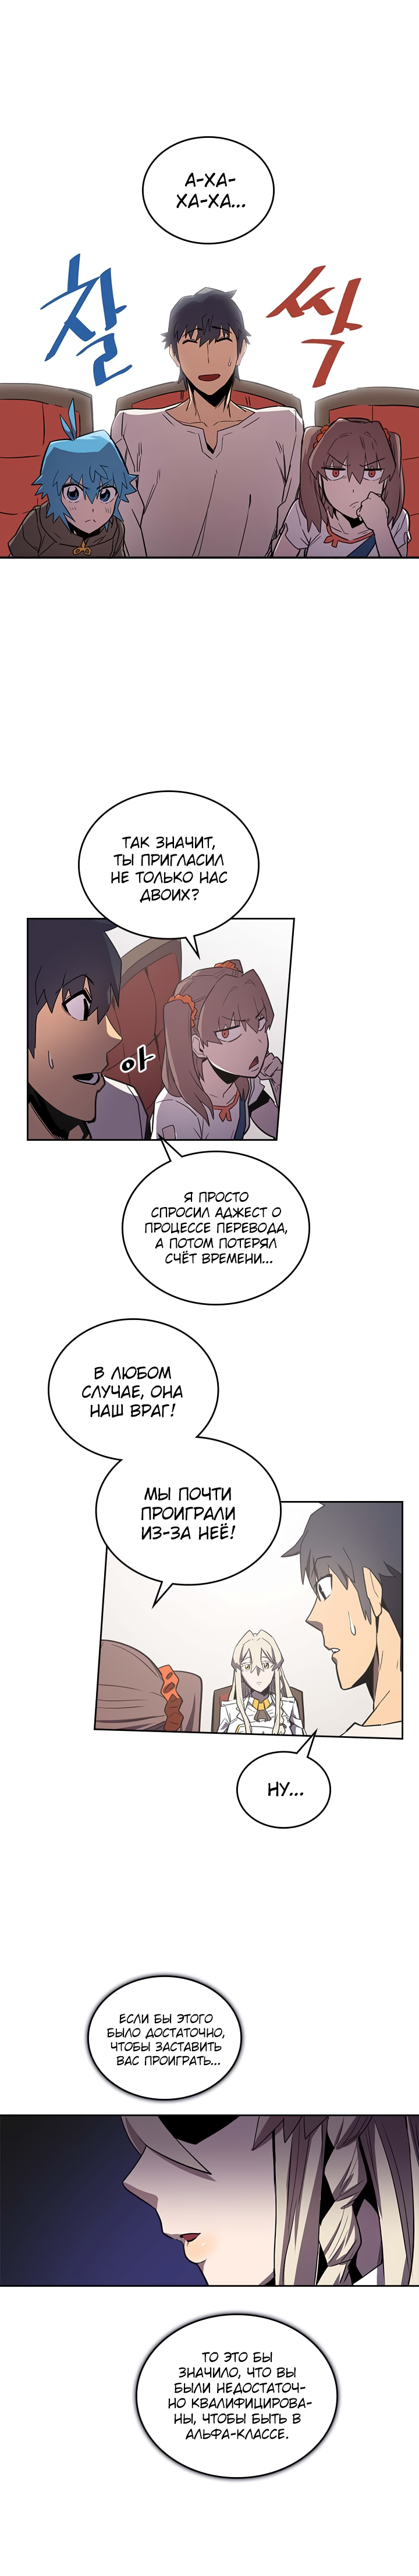 А-ХА-
ХА-ХА...
찰
싹
ТАК ЗНАЧИТ,
ТЫ ПРИГЛАСИЛ
НЕ ТОЛЬКО НАС
ДВОИХ?
아
Я ПРОСТО
СПРОСИЛ АДЖЕСТ О
ПРОЦЕССЕ ПЕРЕВОДА,
А ПОТОМ ПОТЕРЯЛ
СЧЁТ ВРЕМЕНИ...
В ЛЮБОМ
СЛУЧАЕ, ОНА
НАШ ВРАГ!
МЫ ПОЧТИ
ПРОИГРАЛИ
ИЗ-ЗА НЕЁ!
НУ...
ЕСЛИ БЫ ЭТОГО
БЫЛО ДОСТАТОЧНО,
ЧТОБЫ ЗАСТАВИТЬ
ВАС ПРОИГРАТЬ...
ТО ЭТО БЫ
ЗНАЧИЛО, ЧТО ВЫ
БЫЛИ НЕДОСТАТОЧ-
НО КВАЛИФИЦИРОВА-
НЫ, ЧТОБЫ БЫТЬ В
АЛЬФА-КЛАССЕ.